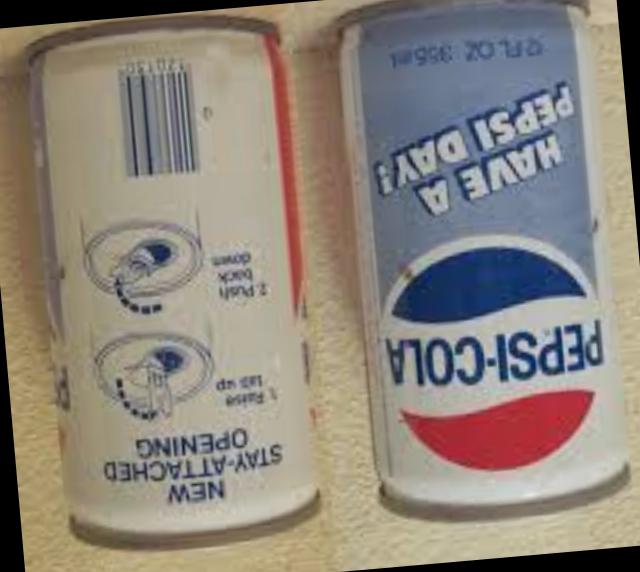 NEW
STAY-ATTACHED
OPENING
1. Raise
tab up
2. Push
back
down
PEPSI-COLA
HAVE A
PEPSI DAY!
12 FL OZ 355ml